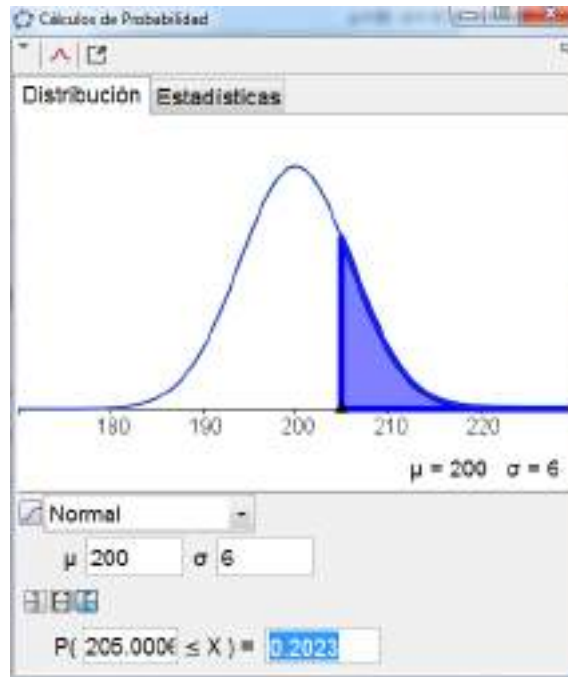 Cálculos de Probabilidad
Distribución Estadísticas
180 190 200 210 220
μ = 200 σ = 6
Normal
μ 200 σ 6
P( 205.000 ≤ X ) = 0.2023